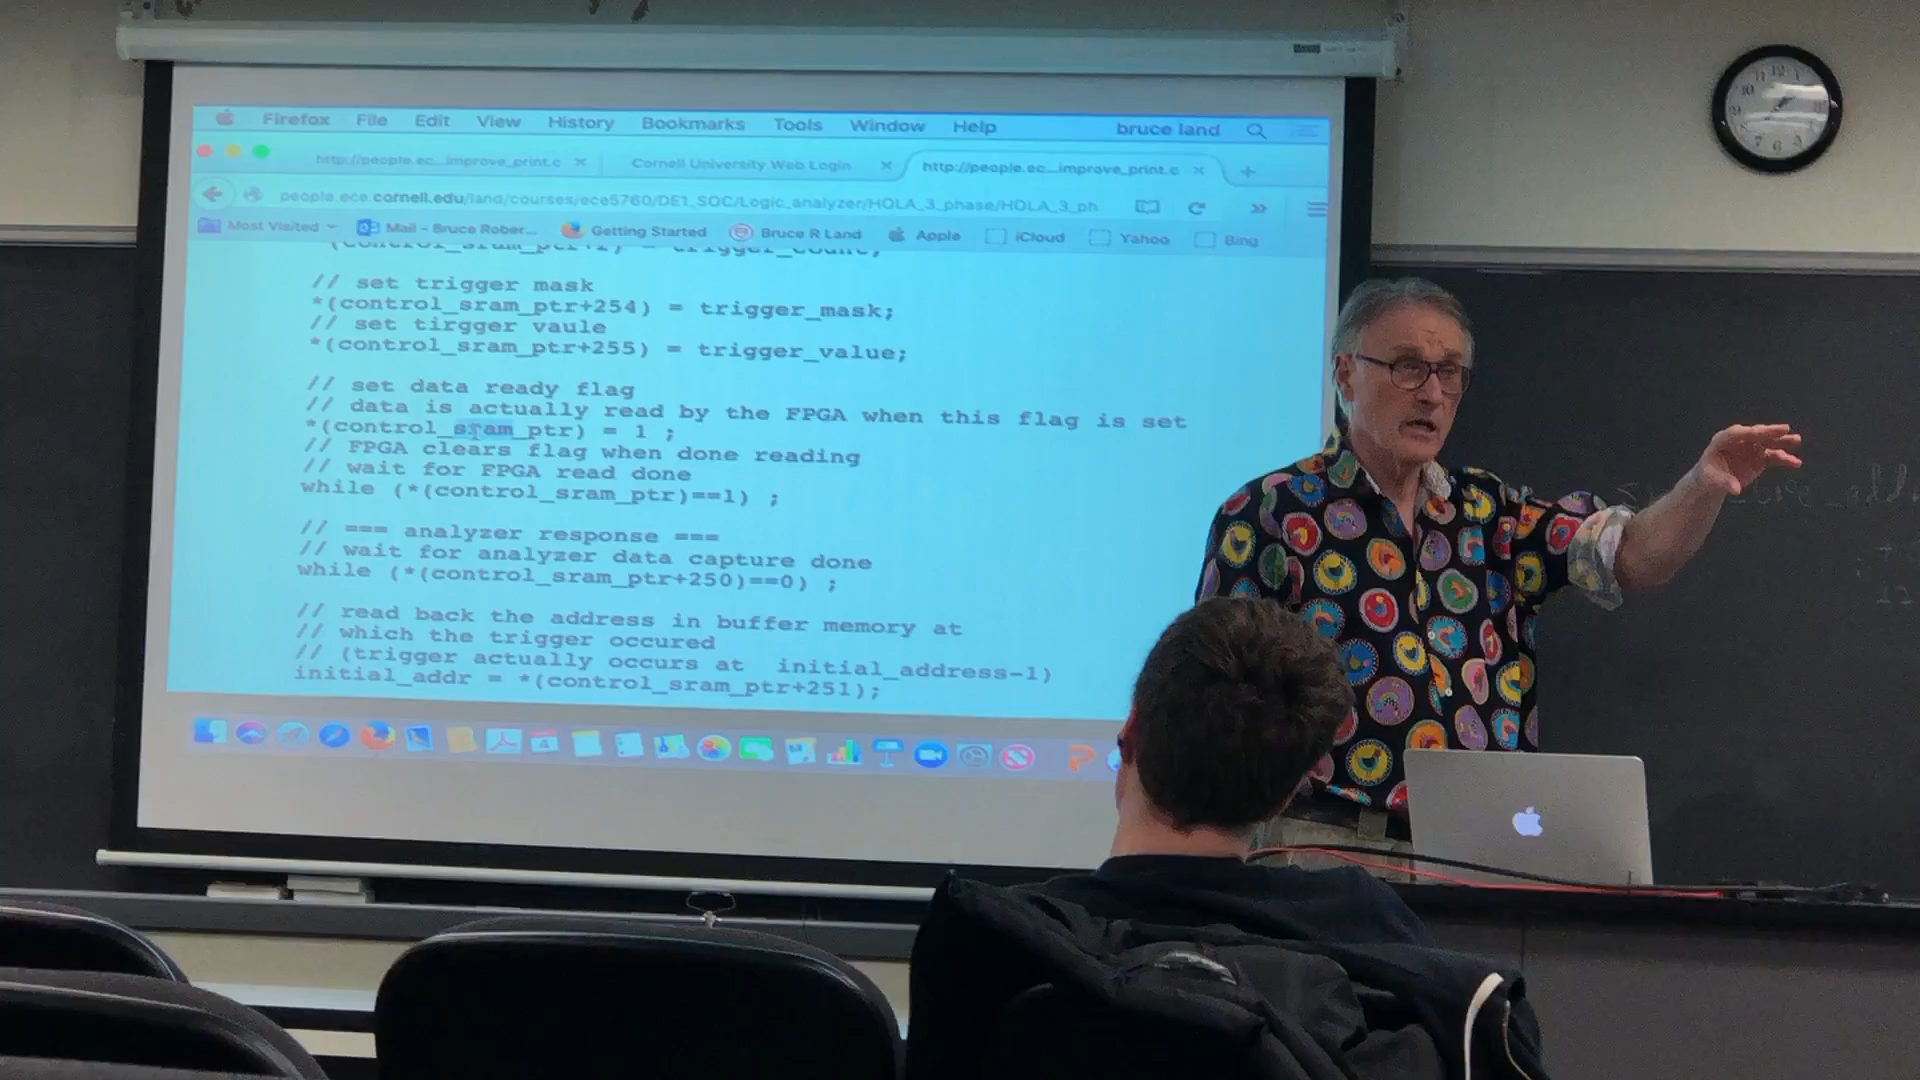 Firefox File Edit View History Bookmarks Tools Window Help bruce land
http://people.ec...improve_print.c Cornell University Web Login http://people.ec...improve_print.c
people.ece.cornell.edu/land/courses/ece5760/DE1_SOC/Logic_analyzer/HOLA_3_phase/HOLA_3_ph
Most Visited Mail - Bruce Rober... Getting Started Bruce R Land Apple iCloud Yahoo Bing
// set trigger mask
*(control_sram_ptr+254) = trigger_mask;
// set tirgger vaule
*(control_sram_ptr+255) = trigger_value;
// set data ready flag
// data is actually read by the FPGA when this flag is set
*(control_sram_ptr) = 1 ;
// FPGA clears flag when done reading
// wait for FPGA read done
while (*(control_sram_ptr)==1) ;
// === analyzer response ===
// wait for analyzer data capture done
while (*(control_sram_ptr+250)==0) ;
// read back the address in buffer memory at
// which the trigger occured
// (trigger actually occurs at initial_address-1)
initial_addr = *(control_sram_ptr+251);